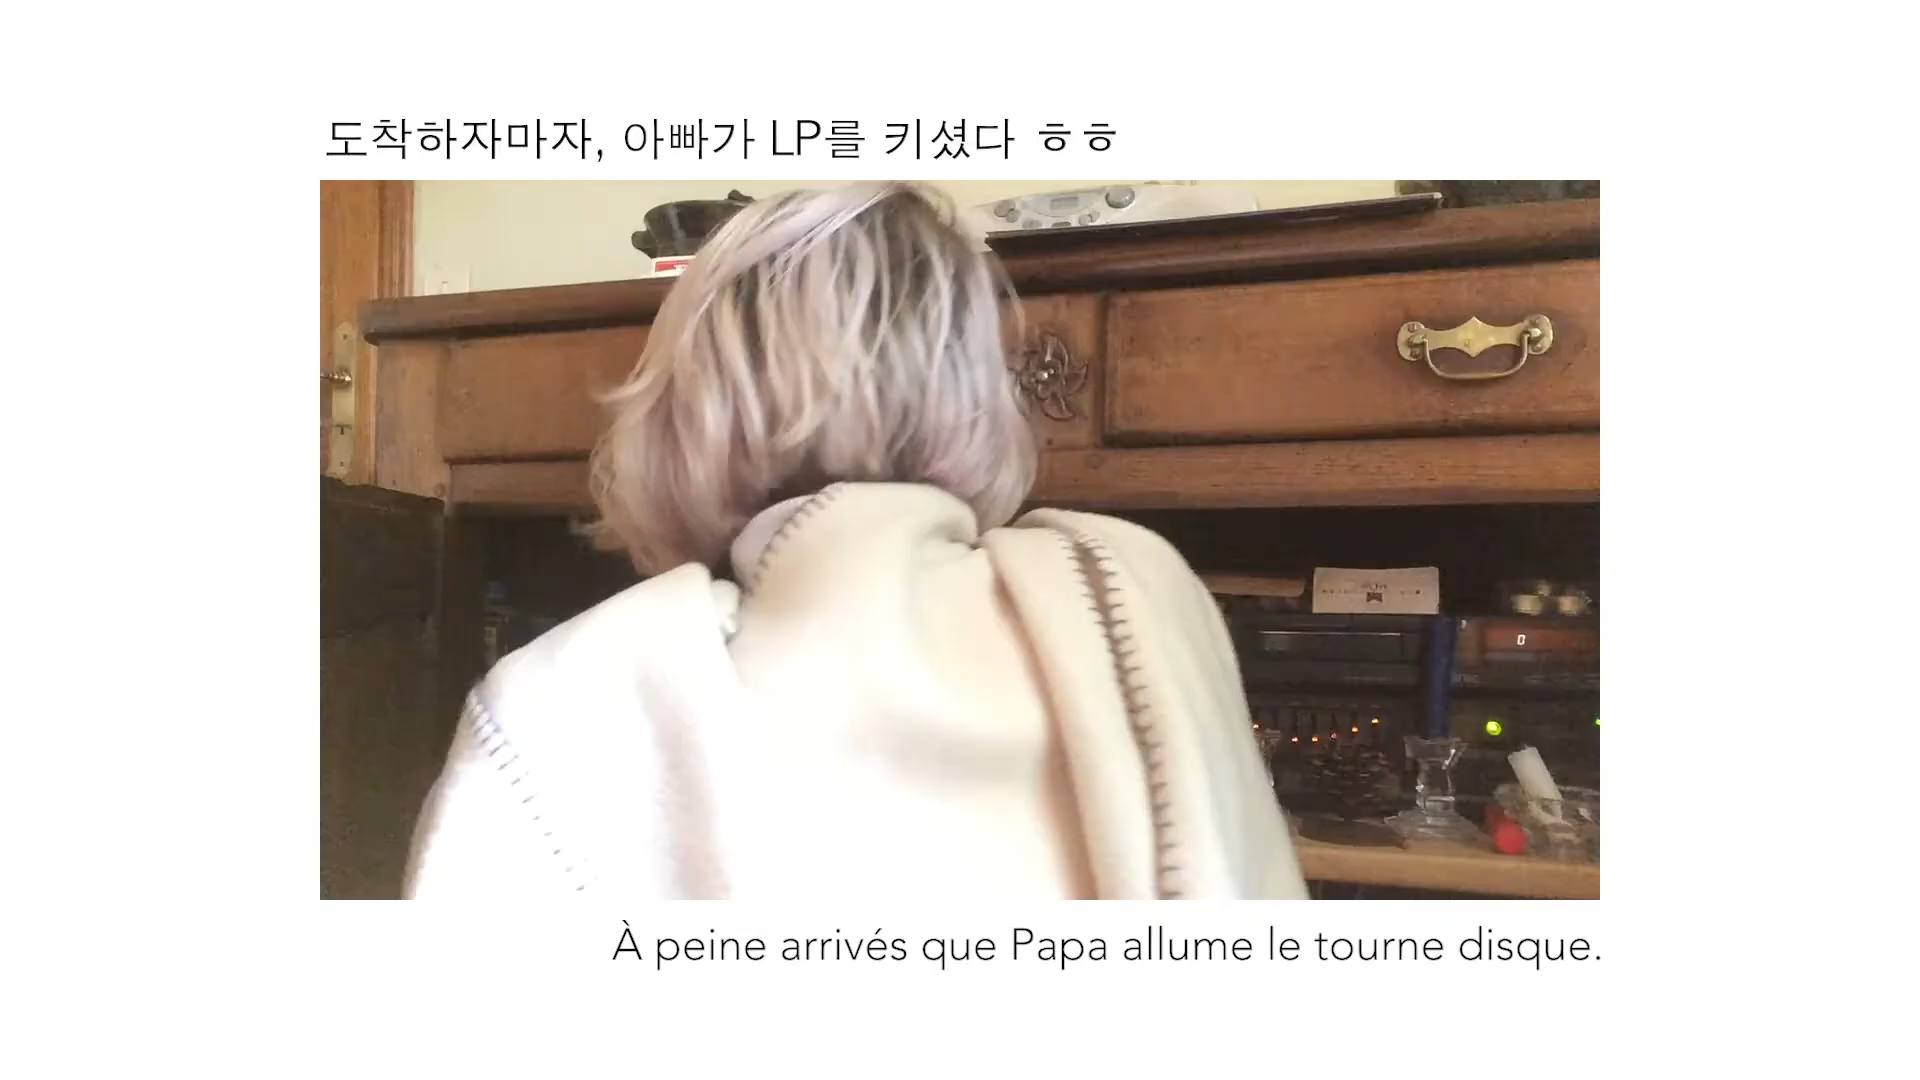 도착하자마자, 아빠가 LP를 키셨다 ㅎㅎ
À peine arrivés que Papa allume le tourne disque.